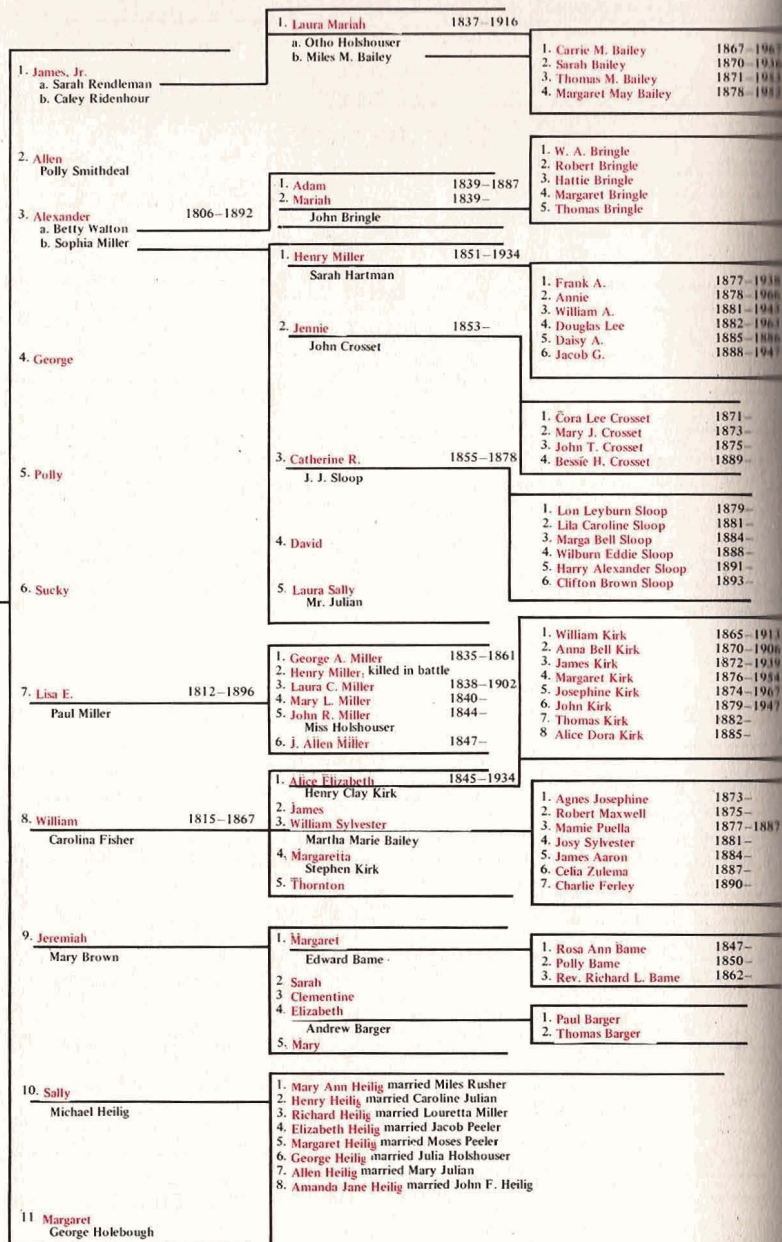 1. Laura Mariah 1837–1916
a. Otho Holshouser
b. Miles M. Bailey
1. Carrie M. Bailey 1867–196
2. Sarah Bailey 1870
3. Thomas M. Bailey 1871
4. Margaret May Bailey 1878
1. James, Jr.
a. Sarah Rendleman
b. Caley Ridenhour
2. Allen
Polly Smithdeal
3. Alexander 1806–1892
a. Betty Walton
b. Sophia Miller
1. Adam 1839–1887
2. Mariah 1839–
John Bringle
1. W. A. Bringle
2. Robert Bringle
3. Hattie Bringle
4. Margaret Bringle
5. Thomas Bringle
1. Henry Miller 1851–1934
Sarah Hartman
2. Jennie 1853–
John Crosset
1. Frank A. 1877
2. Annie 1878
3. William A. 1881
4. Douglas Lee 1882
5. Daisy A. 1885
6. Jacob G. 1888
4. George
1. Cora Lee Crosset 1871–
2. Mary J. Crosset 1873–
3. John T. Crosset 1875–
4. Bessie H. Crosset 1889–
3. Catherine R. 1855–1878
J. J. Sloop
5. Polly
4. David
5. Laura Sally
Mr. Julian
1. Lon Leyburn Sloop 1879–
2. Lila Caroline Sloop 1881–
3. Marga Bell Sloop 1884–
4. Wilburn Eddie Sloop 1888–
5. Harry Alexander Sloop 1891–
6. Clifton Brown Sloop 1893–
6. Sucky
7. Lisa E. 1812–1896
Paul Miller
1. George A. Miller 1835–1861
2. Henry Miller, killed in battle
3. Laura C. Miller 1838–1902
4. Mary L. Miller 1840–
5. John R. Miller 1844–
Miss Holshouser
6. J. Allen Miller 1847–
1. William Kirk 1865–191
2. Anna Bell Kirk 1870–1906
3. James Kirk 1872–1939
4. Margaret Kirk 1876–1954
5. Josephine Kirk 1874–1967
6. John Kirk 1879–1947
7. Thomas Kirk 1882–
8 Alice Dora Kirk 1885–
8. William 1815–1867
Carolina Fisher
1. Alice Elizabeth 1845–1934
Henry Clay Kirk
2. James
3. William Sylvester
Martha Marie Bailey
4. Margaretta
Stephen Kirk
5. Thornton
1. Agnes Josephine 1873–
2. Robert Maxwell 1875–
3. Mamie Puella 1877–1887
4. Josy Sylvester 1881–
5. James Aaron 1884–
6. Celia Zulema 1887–
7. Charlie Ferley 1890–
9. Jeremiah
Mary Brown
1. Margaret
Edward Bame
2 Sarah
3 Clementine
4. Elizabeth
Andrew Barger
5. Mary
1. Rosa Ann Bame 1847–
2. Polly Bame 1850–
3. Rev. Richard L. Bame 1862–
1. Paul Barger
2. Thomas Barger
10. Sally
Michael Heilig
1. Mary Ann Heilig married Miles Rusher
2. Henry Heilig married Caroline Julian
3. Richard Heilig married Louretta Miller
4. Elizabeth Heilig married Jacob Peeler
5. Margaret Heilig married Moses Peeler
6. George Heilig married Julia Holshouser
7. Allen Heilig married Mary Julian
8. Amanda Jane Heilig married John F. Heilig
11 Margaret
George Holebough